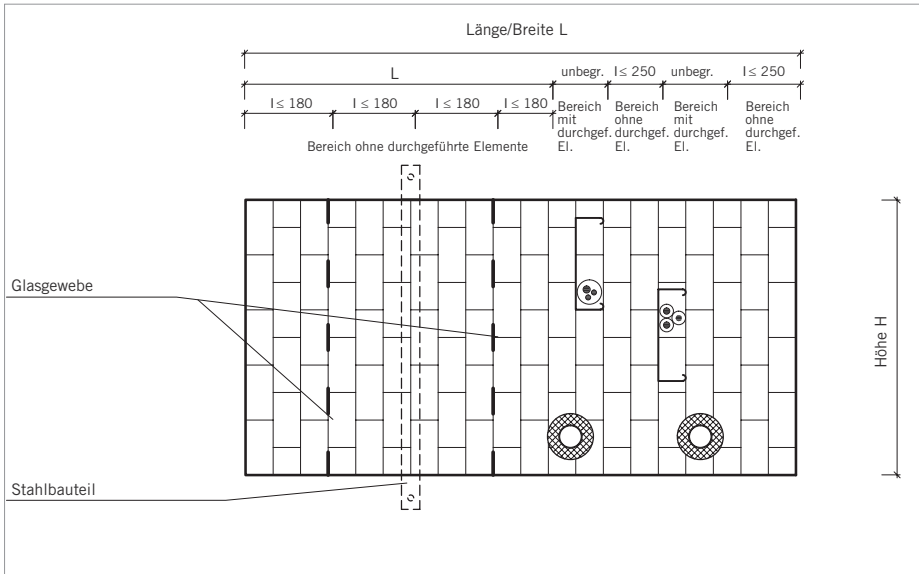 Länge/Breite L
L
unbegr.
l ≤ 250
unbegr.
l ≤ 250
l ≤ 180
l ≤ 180
l ≤ 180
l ≤ 180
Bereich
mit
durchgef.
El.
Bereich
ohne
durchgef.
El.
Bereich
mit
durchgef.
El.
Bereich
ohne
durchgef.
El.
Bereich ohne durchgeführte Elemente
Glasgewebe
Höhe H
Stahlbauteil